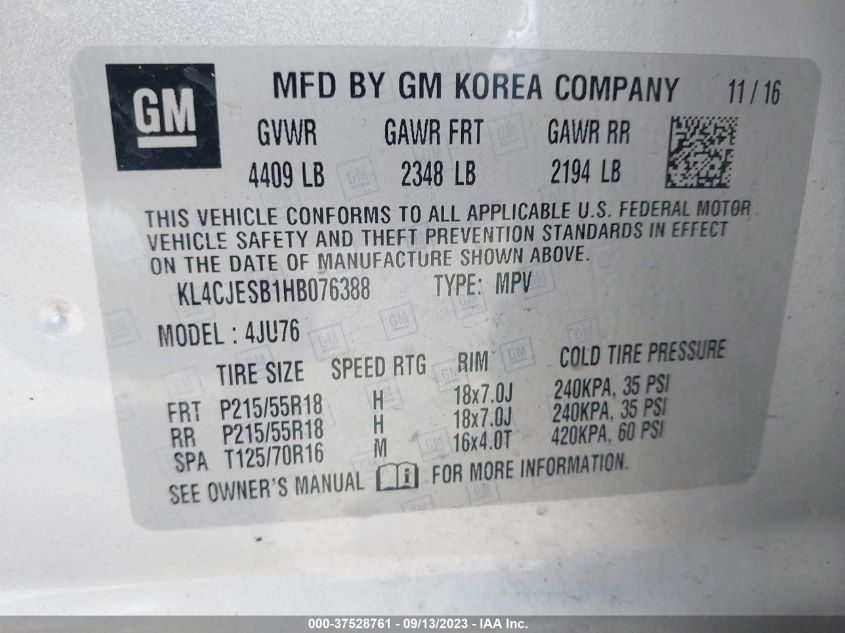 GM
MFD BY GM KOREA COMPANY 11/16
GVWR GAWR FRT GAWR RR
4409 LB 2348 LB 2194 LB
THIS VEHICLE CONFORMS TO ALL APPLICABLE U.S. FEDERAL MOTOR
VEHICLE SAFETY AND THEFT PREVENTION STANDARDS IN EFFECT
ON THE DATE OF MANUFACTURE SHOWN ABOVE.
KL4CJESB1HB076388 TYPE: MPV
MODEL : 4JU76
TIRE SIZE SPEED RTG RIM COLD TIRE PRESSURE
FRT P215/55R18 H 18x7.0J 240KPA, 35 PSI
RR P215/55R18 H 18x7.0J 240KPA, 35 PSI
SPA T125/70R16 M 16x4.0T 420KPA, 60 PSI
SEE OWNER'S MANUAL FOR MORE INFORMATION.
000-37528761 - 09/13/2023 - IAA Inc.